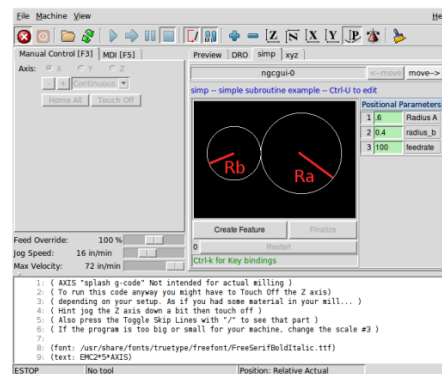 File Machine View He
Manual Control [F3] MDI [F5]
Preview DRO simp xyz
Axis: X Y Z
- + Continuous
Home All Touch Off
ngcgui-0 <--move move-->
simp -- simple subroutine example -- Ctrl-U to edit
Positional Parameters
1 .6 Radius A
2 0.4 radius_b
3 100 feedrate
Rb Ra
Create Feature Finalize
0 Restart
Ctrl-k for Key bindings
Feed Override: 100 %
Jog Speed: 16 in/min
Max Velocity: 72 in/min
1: ( AXIS "splash g-code" Not intended for actual milling )
2: ( To run this code anyway you might have to Touch Off the Z axis)
3: ( depending on your setup. As if you had some material in your mill... )
4: ( Hint jog the Z axis down a bit then touch off )
5: ( Also press the Toggle Skip Lines with "/" to see that part )
6: ( If the program is too big or small for your machine, change the scale #3 )
7:
8: (font: /usr/share/fonts/truetype/freefont/FreeSerifBoldItalic.ttf)
9: (text: EMC2*5*AXIS)
ESTOP No tool Position: Relative Actual